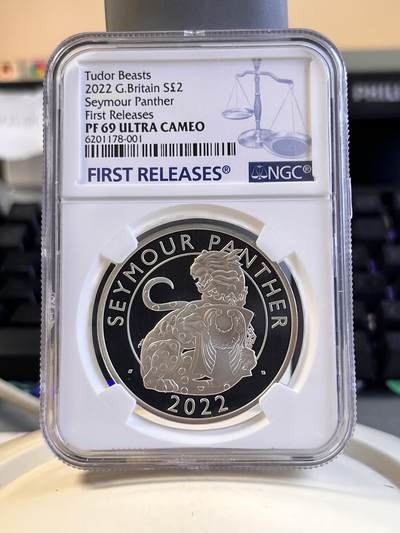 Tudor Beasts
2022 G.Britain S£2
Seymour Panther
First Releases
PF 69 ULTRA CAMEO
6201178-001
FIRST RELEASES®
NGC®
SEYMOUR PANTHER
2022
PHILIPS